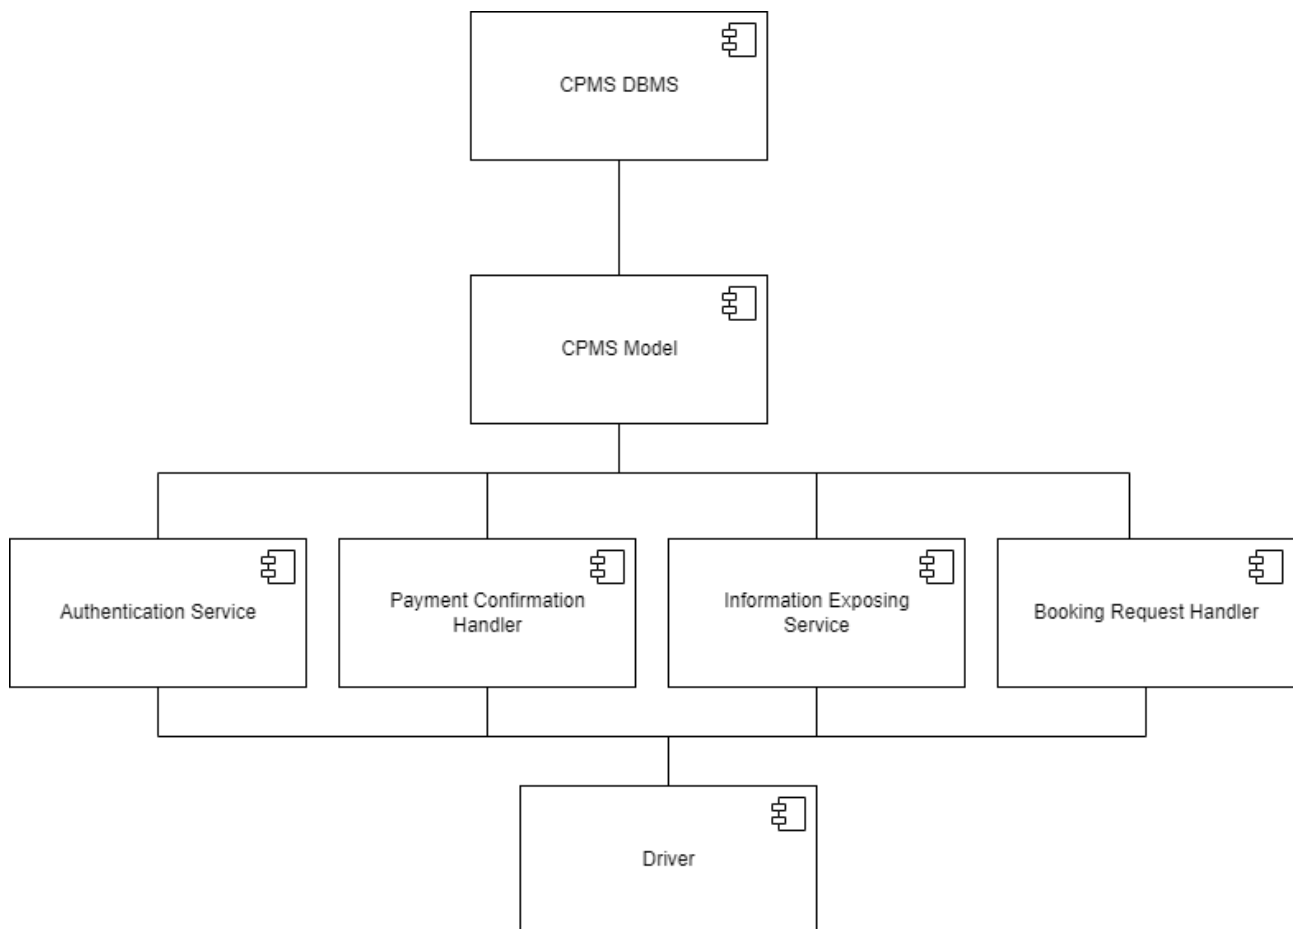 CPMS DBMS
CPMS Model
Authentication Service
Payment Confirmation
Handler
Information Exposing
Service
Booking Request Handler
Driver